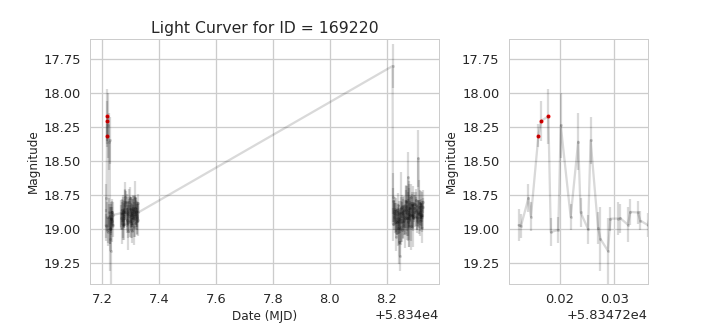 Light Curver for ID = 169220
Magnitude
17.75
18.00
18.25
18.50
18.75
19.00
19.25
7.2 7.4 7.6 7.8 8.0 8.2
Date (MJD)
+5.834e4
Magnitude
17.75
18.00
18.25
18.50
18.75
19.00
19.25
0.02 0.03
+5.83472e4